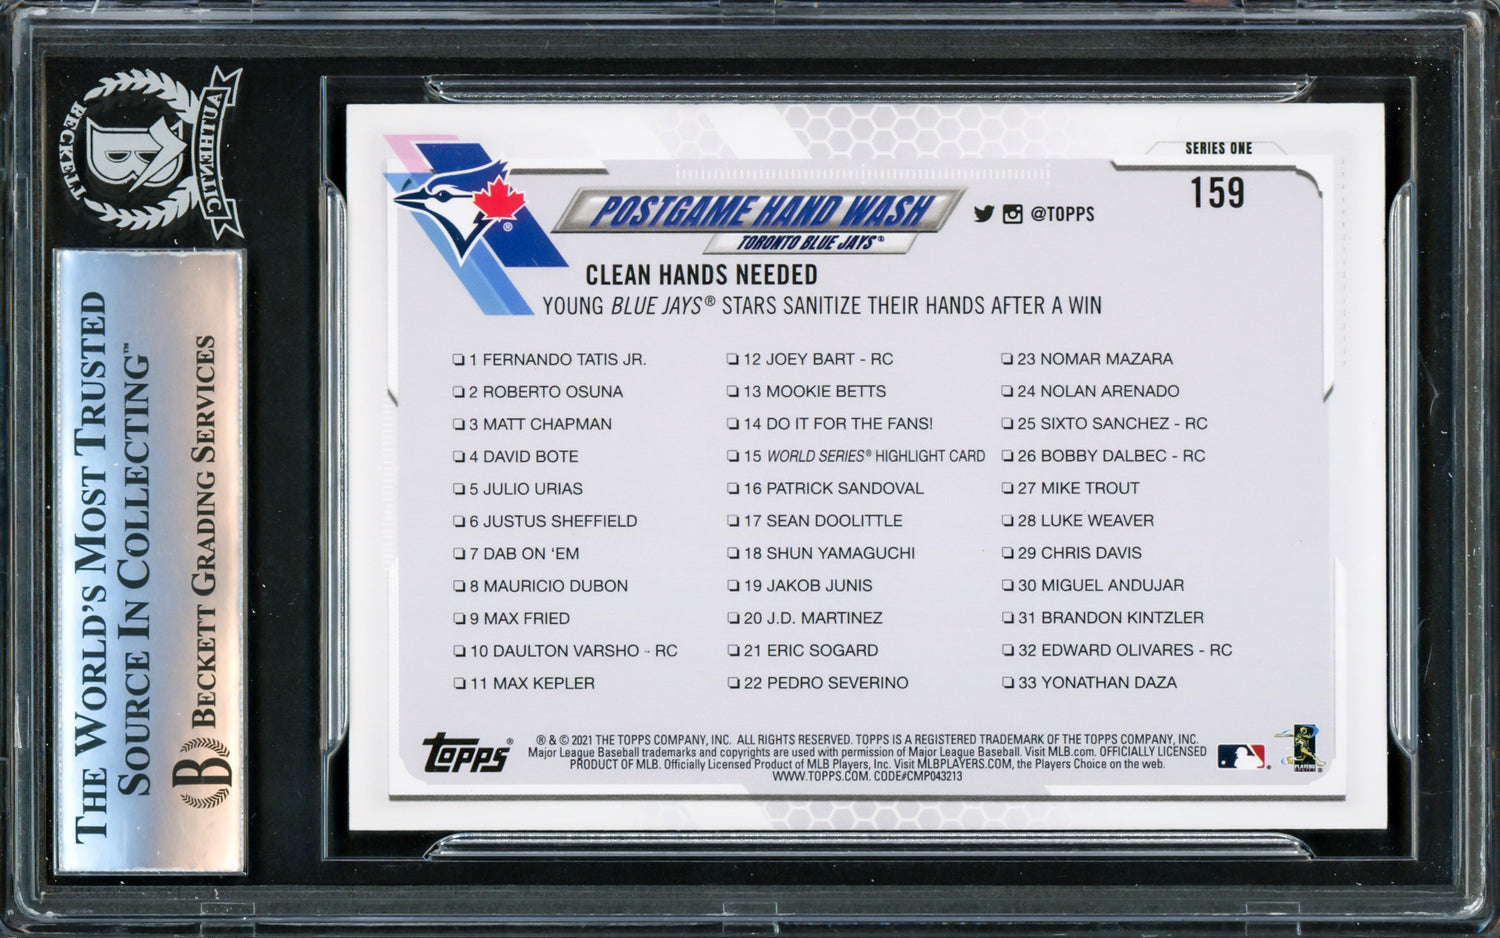 BECKETT
AUTHENTIC
B
THE WORLD'S MOST TRUSTED
SOURCE IN COLLECTING™
BECKETT GRADING SERVICES
SERIES ONE
159
POSTGAME HAND WASH
@TOPPS
TORONTO BLUE JAYS®
CLEAN HANDS NEEDED
YOUNG BLUE JAYS® STARS SANITIZE THEIR HANDS AFTER A WIN
❏ 1 FERNANDO TATIS JR.
❏ 2 ROBERTO OSUNA
❏ 3 MATT CHAPMAN
❏ 4 DAVID BOTE
❏ 5 JULIO URIAS
❏ 6 JUSTUS SHEFFIELD
❏ 7 DAB ON ‘EM
❏ 8 MAURICIO DUBON
❏ 9 MAX FRIED
❏ 10 DAULTON VARSHO - RC
❏ 11 MAX KEPLER
❏ 12 JOEY BART - RC
❏ 13 MOOKIE BETTS
❏ 14 DO IT FOR THE FANS!
❏ 15 WORLD SERIES® HIGHLIGHT CARD
❏ 16 PATRICK SANDOVAL
❏ 17 SEAN DOOLITTLE
❏ 18 SHUN YAMAGUCHI
❏ 19 JAKOB JUNIS
❏ 20 J.D. MARTINEZ
❏ 21 ERIC SOGARD
❏ 22 PEDRO SEVERINO
❏ 23 NOMAR MAZARA
❏ 24 NOLAN ARENADO
❏ 25 SIXTO SANCHEZ - RC
❏ 26 BOBBY DALBEC - RC
❏ 27 MIKE TROUT
❏ 28 LUKE WEAVER
❏ 29 CHRIS DAVIS
❏ 30 MIGUEL ANDUJAR
❏ 31 BRANDON KINTZLER
❏ 32 EDWARD OLIVARES - RC
❏ 33 YONATHAN DAZA
topps®
® & © 2021 THE TOPPS COMPANY, INC. ALL RIGHTS RESERVED. TOPPS IS A REGISTERED TRADEMARK OF THE TOPPS COMPANY, INC.
Major League Baseball trademarks and copyrights are used with permission of Major League Baseball. Visit MLB.com. OFFICIALLY LICENSED
PRODUCT OF MLB. Officially Licensed Product of MLB Players, Inc. Visit MLBPLAYERS.COM, the Players Choice on the web.
WWW.TOPPS.COM. CODE#CMP043213